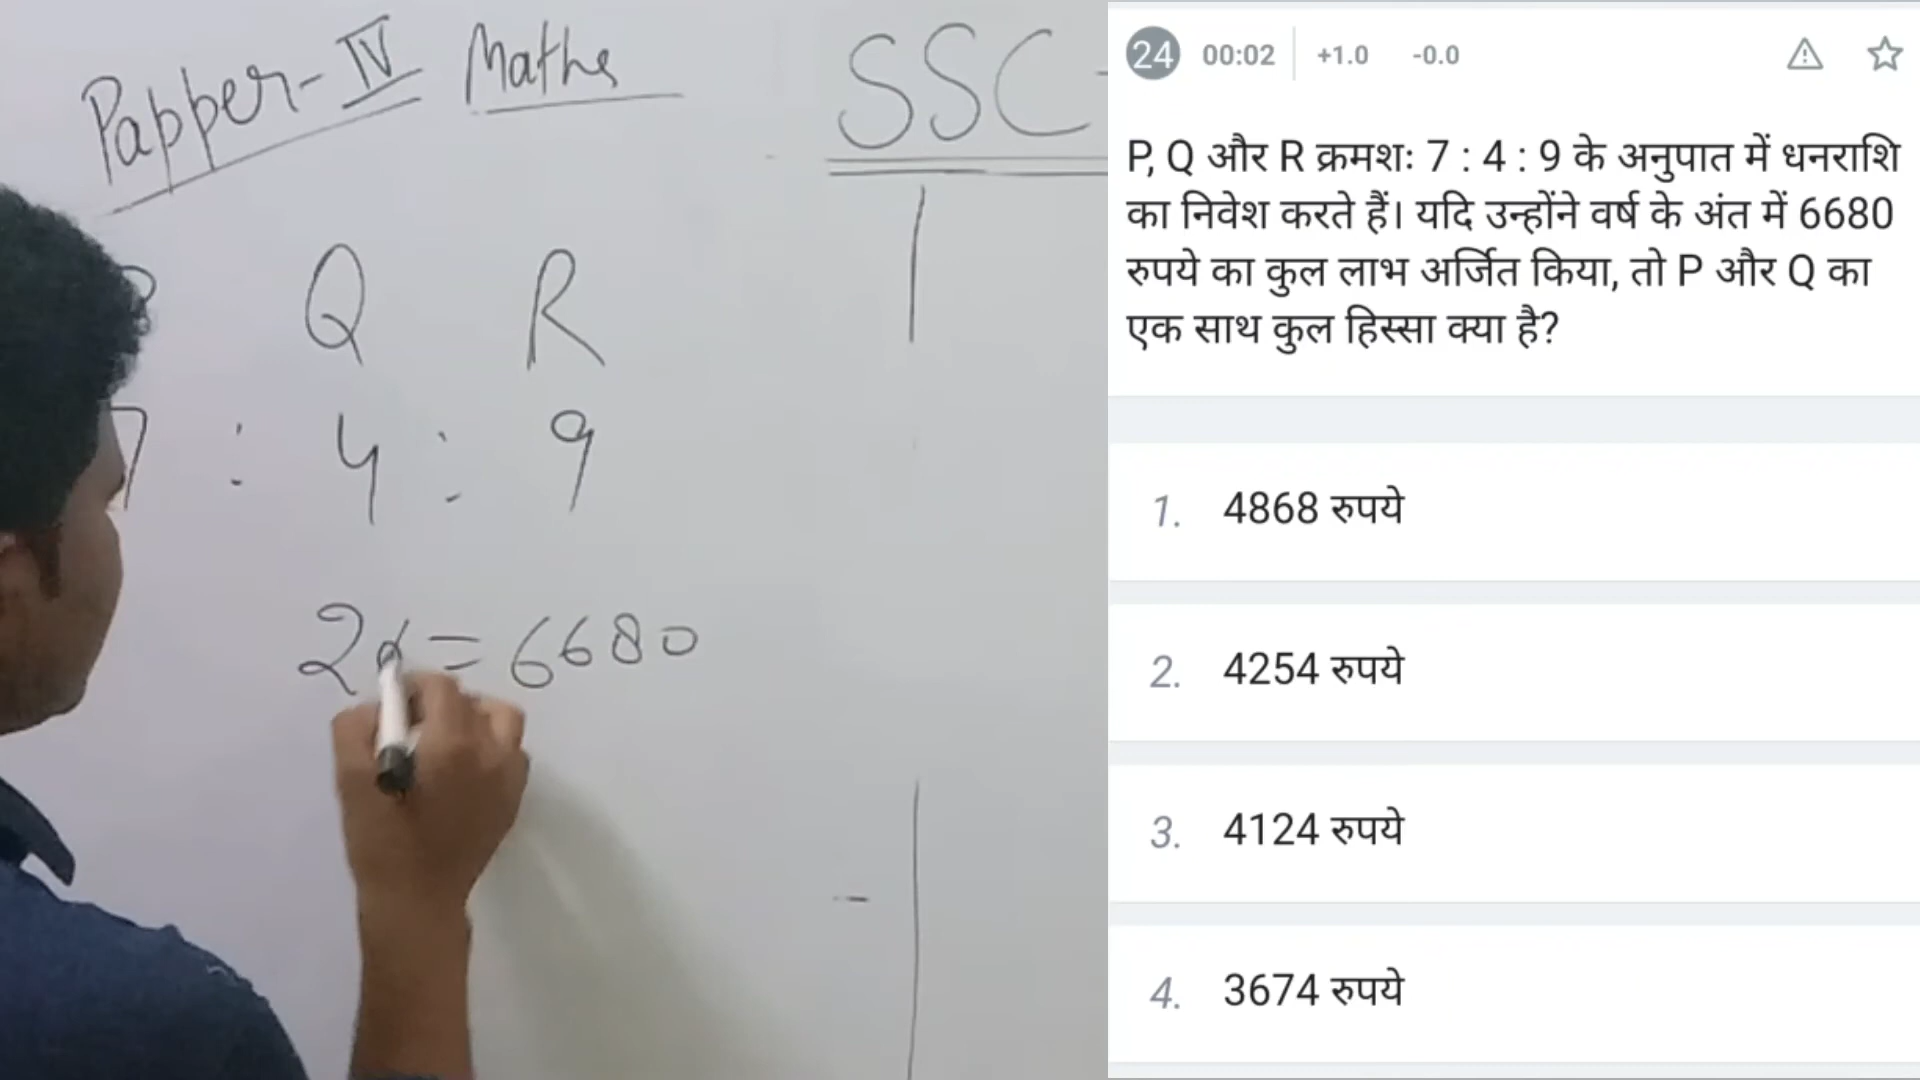 Papper-IV Maths
SSC-
Q R
7 : 4 : 9
20 = 6680
24 00:02 +1.0 -0.0
P, Q और R क्रमशः 7 : 4 : 9 के अनुपात में धनराशि
का निवेश करते हैं। यदि उन्होंने वर्ष के अंत में 6680
रुपये का कुल लाभ अर्जित किया, तो P और Q का
एक साथ कुल हिस्सा क्या है?
1. 4868 रुपये
2. 4254 रुपये
3. 4124 रुपये
4. 3674 रुपये